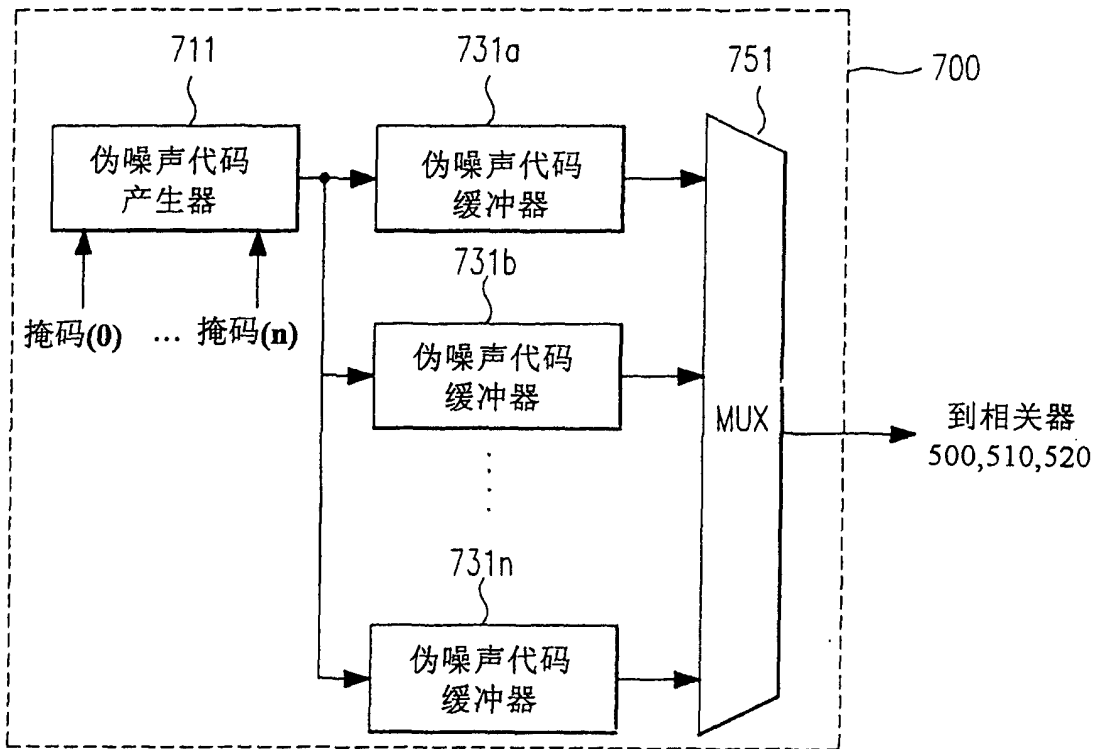 711
731a
751
700
伪噪声代码
产生器
伪噪声代码
缓冲器
731b
掩码(0) … 掩码(n)
伪噪声代码
缓冲器
MUX
到相关器
500,510,520
731n
伪噪声代码
缓冲器